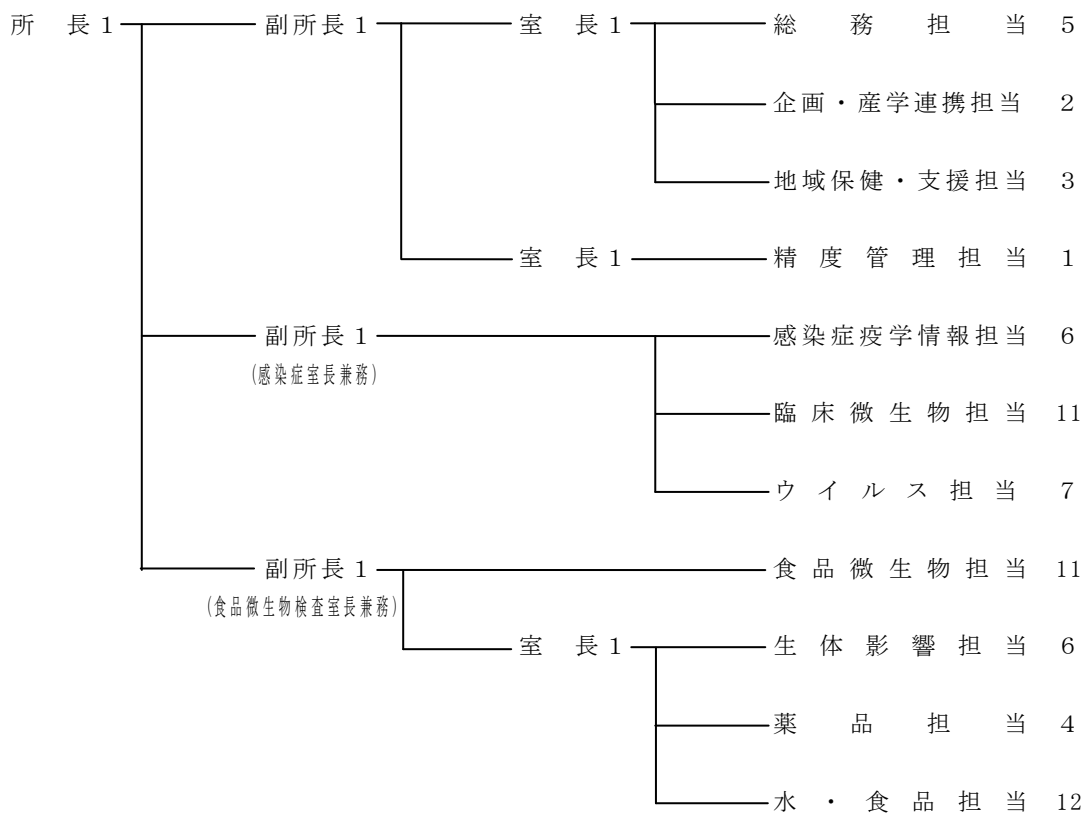 所長1 副所長1 室長1 総務担当 5
企画・産学連携担当 2
地域保健・支援担当 3
室長1 精度管理担当 1
副所長1 感染症疫学情報担当 6
(感染症室長兼務)
臨床微生物担当 11
ウイルス担当 7
副所長1 食品微生物担当 11
(食品微生物検査室長兼務)
室長1 生体影響担当 6
薬品担当 4
水・食品担当 12